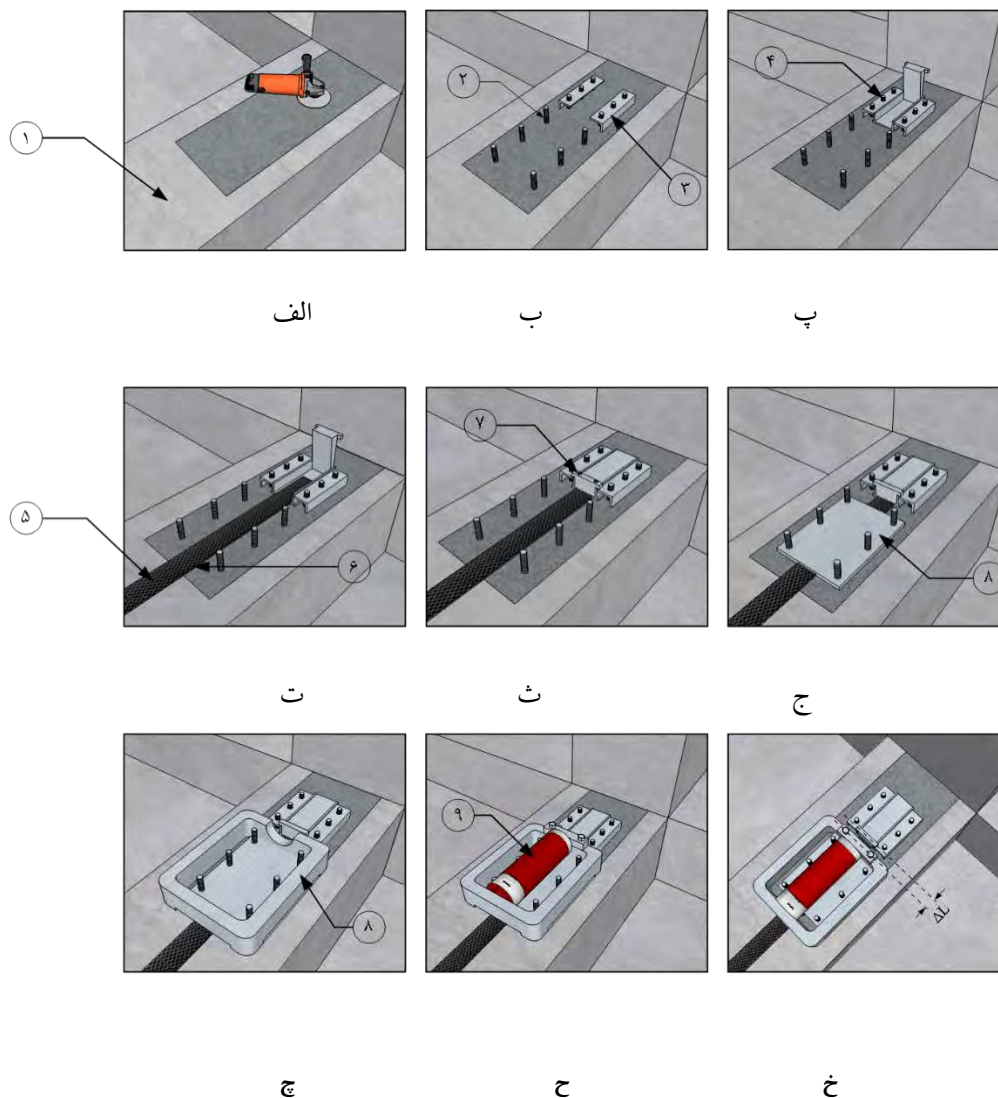 ۱
۲
۳
۴
الف
ب
پ
۵
۶
۷
۸
ت
ث
ج
۸
۹
ΔL
چ
ح
خ